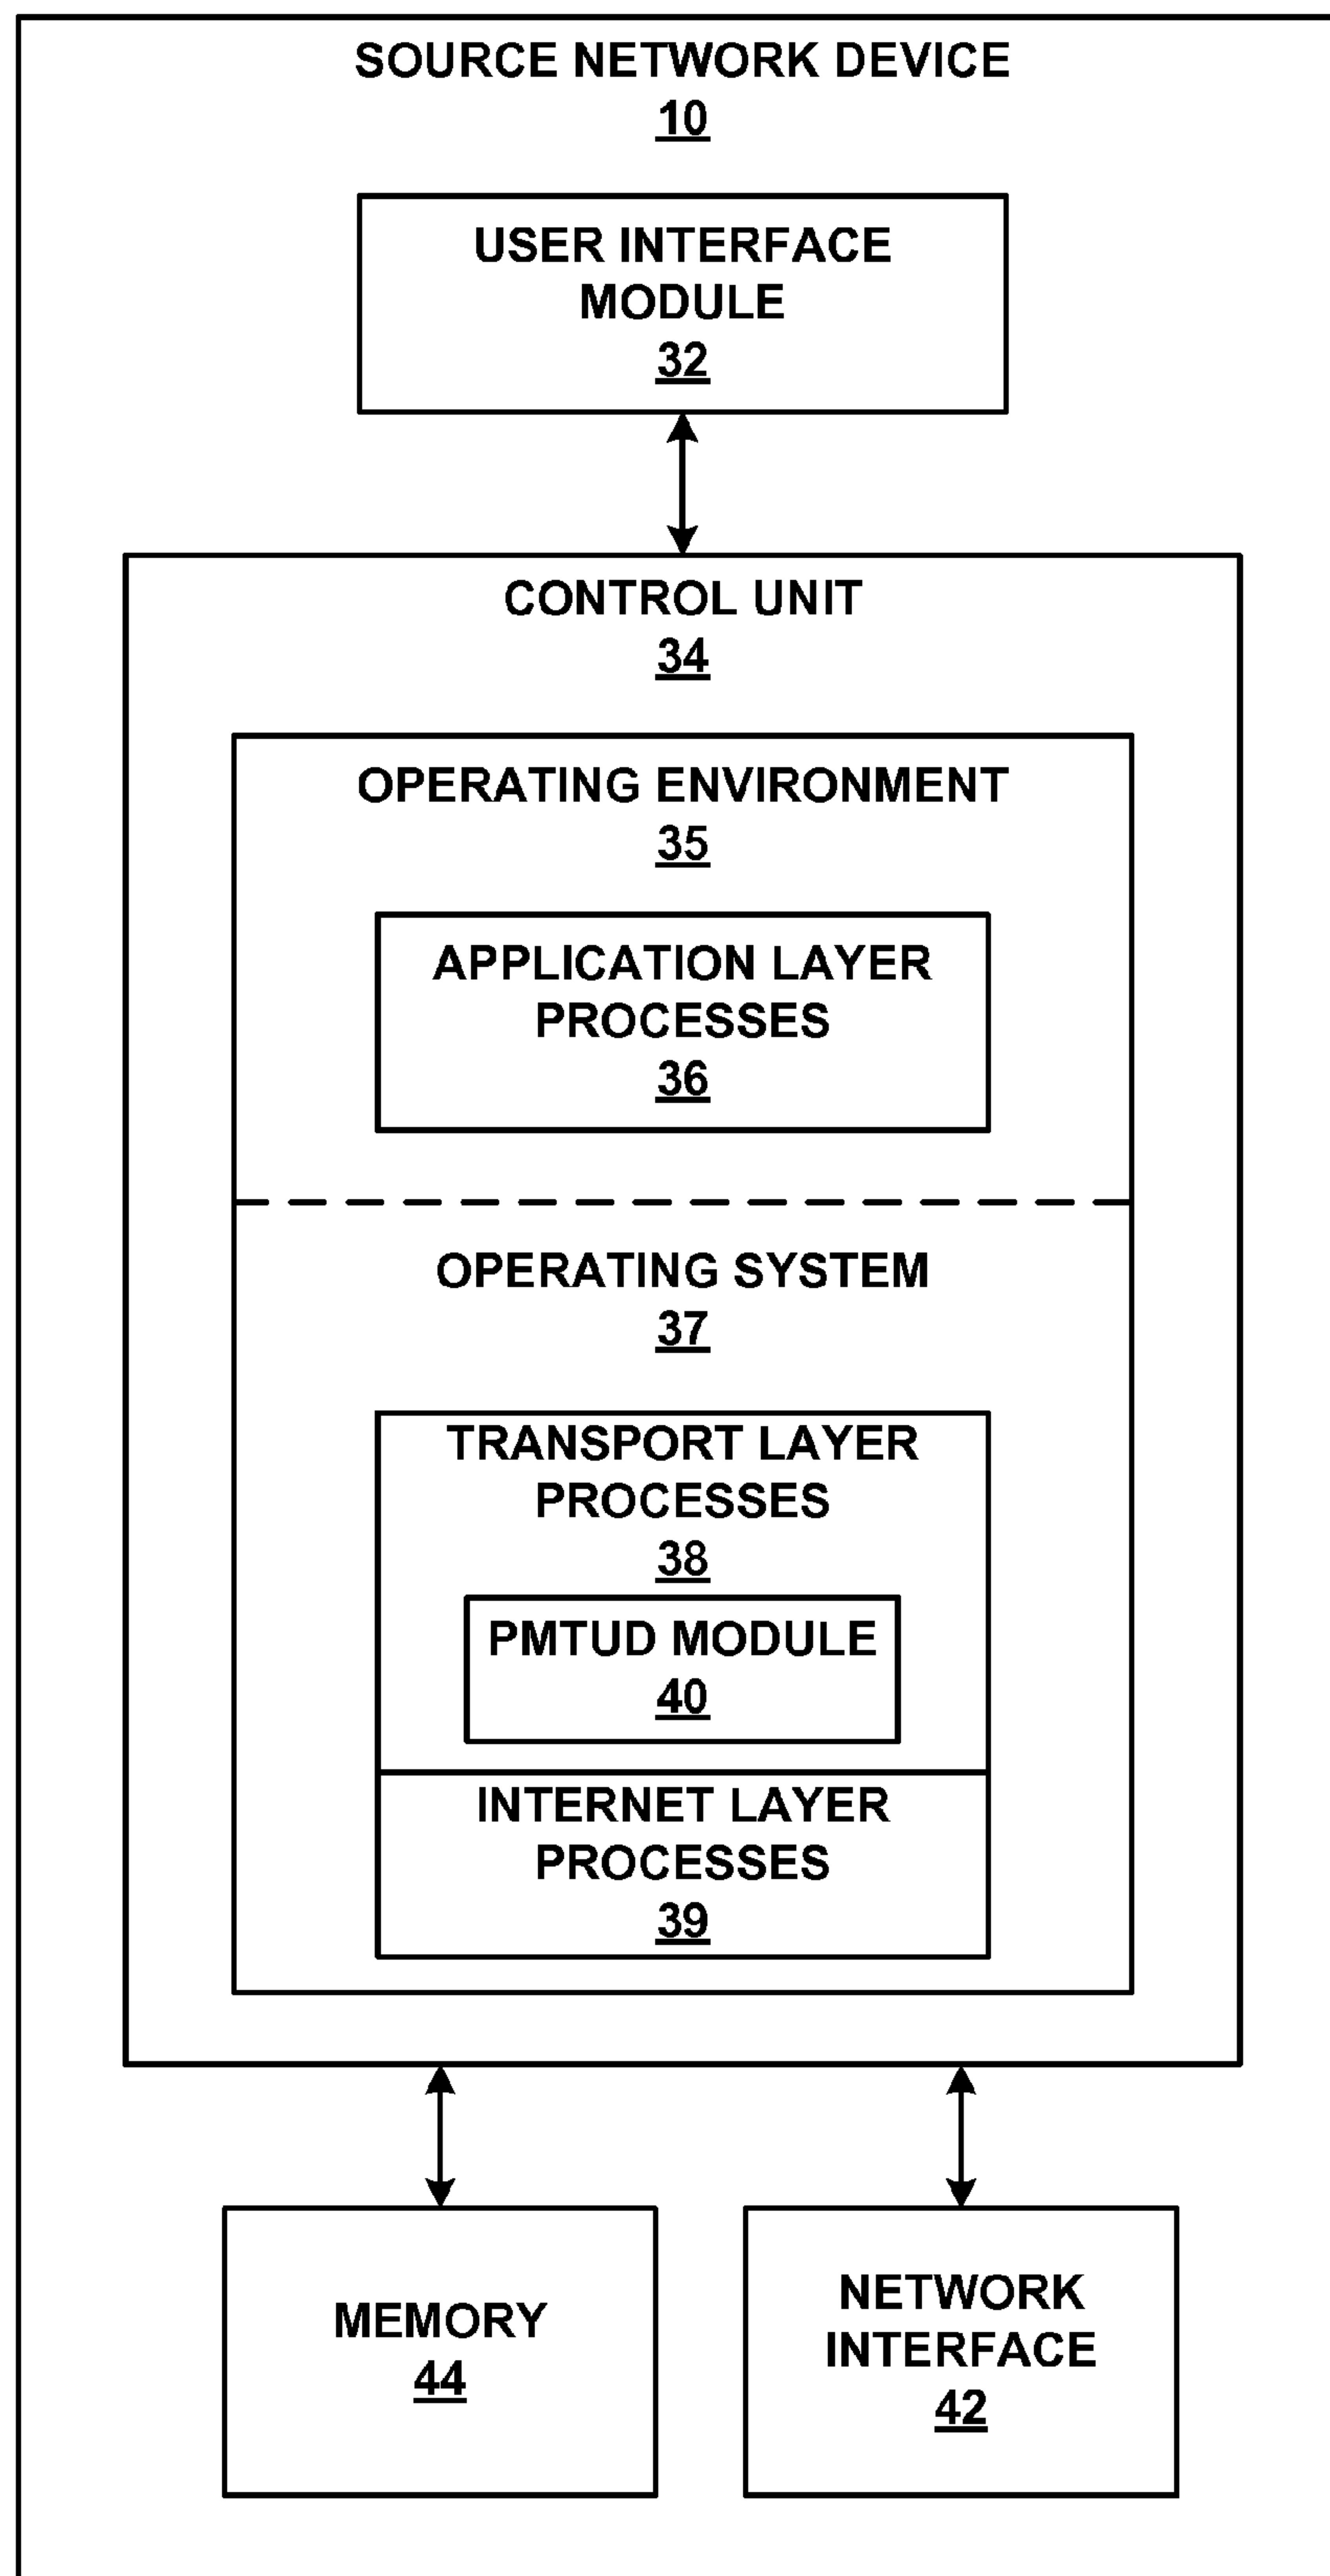 SOURCE NETWORK DEVICE
10
USER INTERFACE
MODULE
32
CONTROL UNIT
34
OPERATING ENVIRONMENT
35
APPLICATION LAYER
PROCESSES
36
OPERATING SYSTEM
37
TRANSPORT LAYER
PROCESSES
38
PMTUD MODULE
40
INTERNET LAYER
PROCESSES
39
MEMORY
44
NETWORK
INTERFACE
42